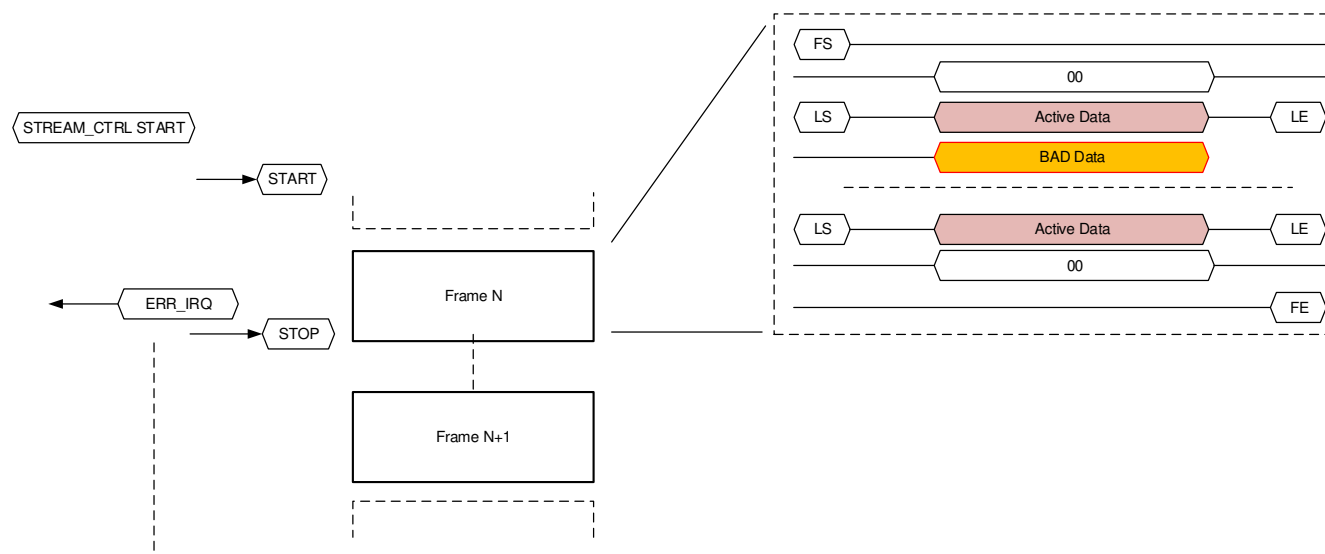 STREAM_CTRL START
START
ERR_IRQ
STOP
Frame N
Frame N+1
FS
00
LS Active Data LE
BAD Data
LS Active Data LE
00
FE